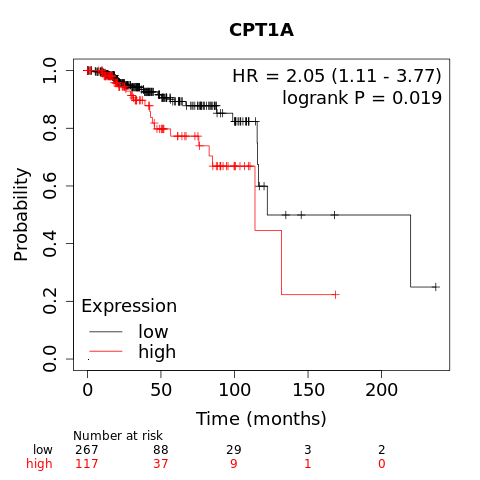 CPT1A
HR = 2.05 (1.11 - 3.77)
logrank P = 0.019
Probability
1.0
0.8
0.6
0.4
0.2
0.0
Expression
low
high
0 50 100 150 200
Time (months)
Number at risk
low 267 88 29 3 2
high 117 37 9 1 0